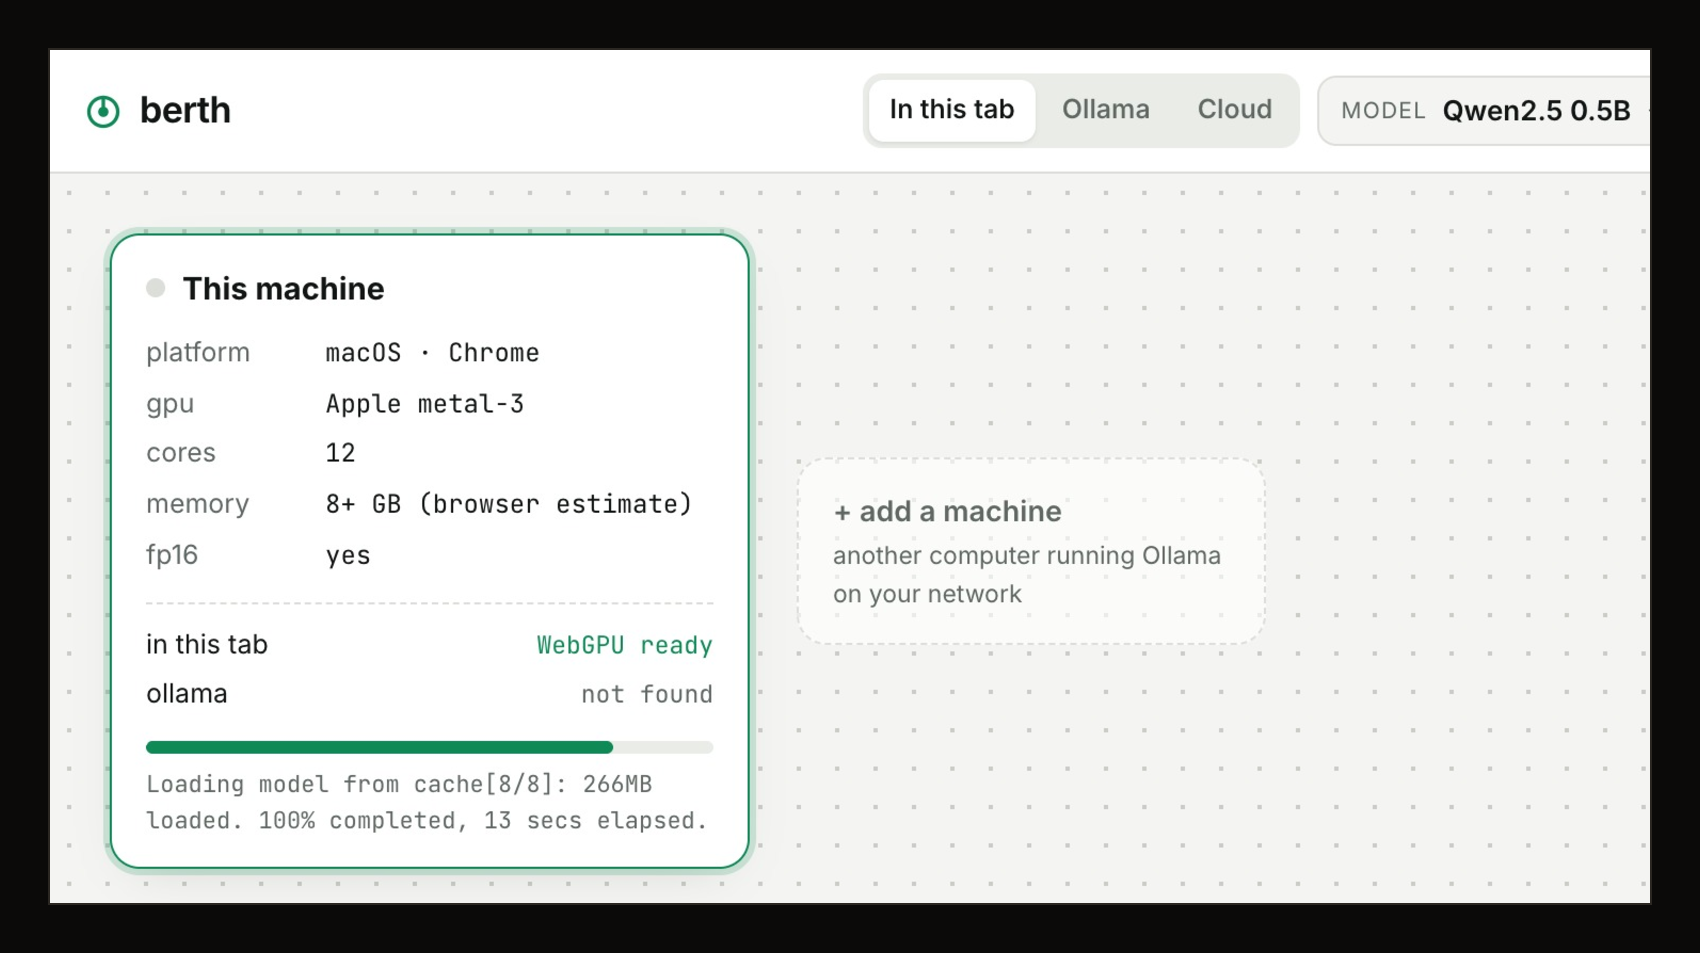 berth
In this tab Ollama Cloud MODEL Qwen2.5 0.5B
This machine
platform macOS · Chrome
gpu Apple metal-3
cores 12
memory 8+ GB (browser estimate)
fp16 yes
in this tab WebGPU ready
ollama not found
Loading model from cache[8/8]: 266MB
loaded. 100% completed, 13 secs elapsed.
+ add a machine
another computer running Ollama
on your network